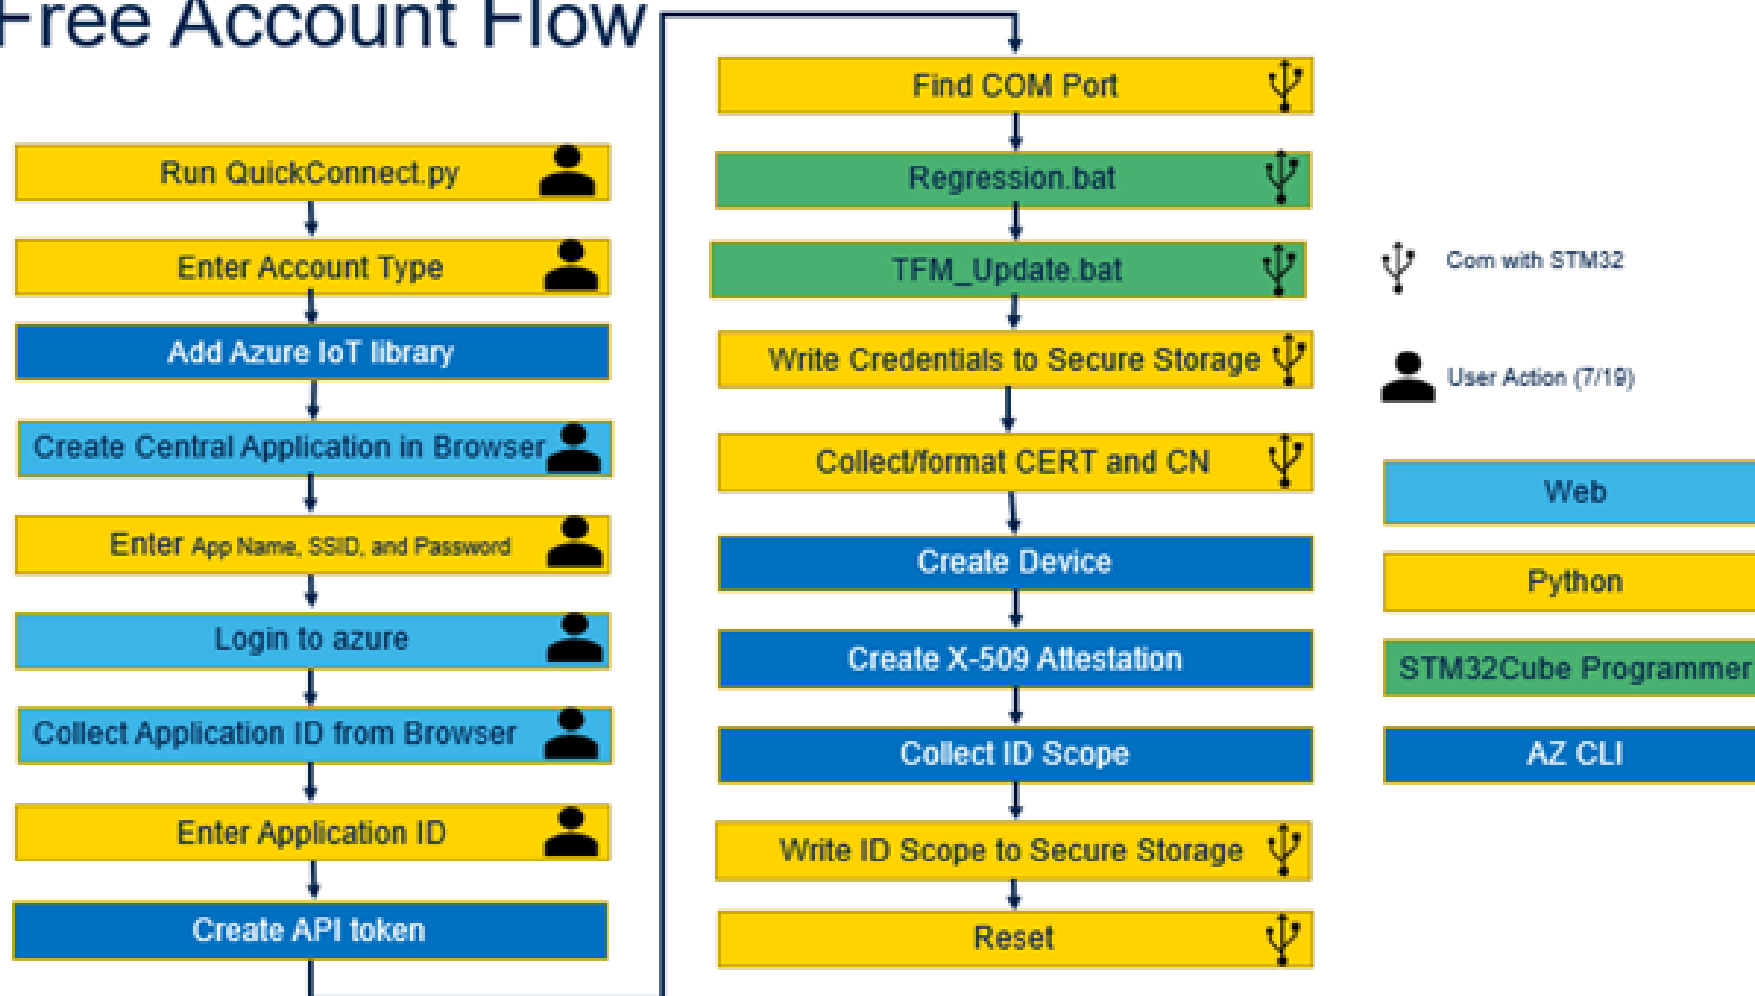 Free Account Flow
Run QuickConnect.py
Enter Account Type
Add Azure IoT library
Create Central Application in Browser
Enter App Name, SSID, and Password
Login to azure
Collect Application ID from Browser
Enter Application ID
Create API token
Find COM Port
Regression.bat
TFM_Update.bat
Write Credentials to Secure Storage
Collect/format CERT and CN
Create Device
Create X-509 Attestation
Collect ID Scope
Write ID Scope to Secure Storage
Reset
Com with STM32
User Action (7/19)
Web
Python
STM32Cube Programmer
AZ CLI